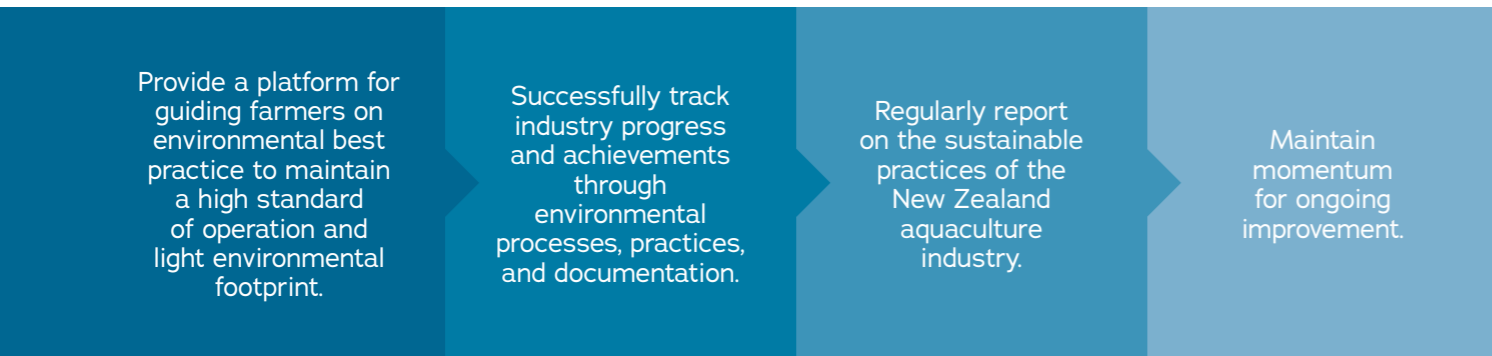 Provide a platform for
guiding farmers on
environmental best
practice to maintain
a high standard
of operation and
light environmental
footprint.
Successfully track
industry progress
and achievements
through
environmental
processes, practices,
and documentation.
Regularly report
on the sustainable
practices of the
New Zealand
aquaculture
industry.
Maintain
momentum
for ongoing
improvement.